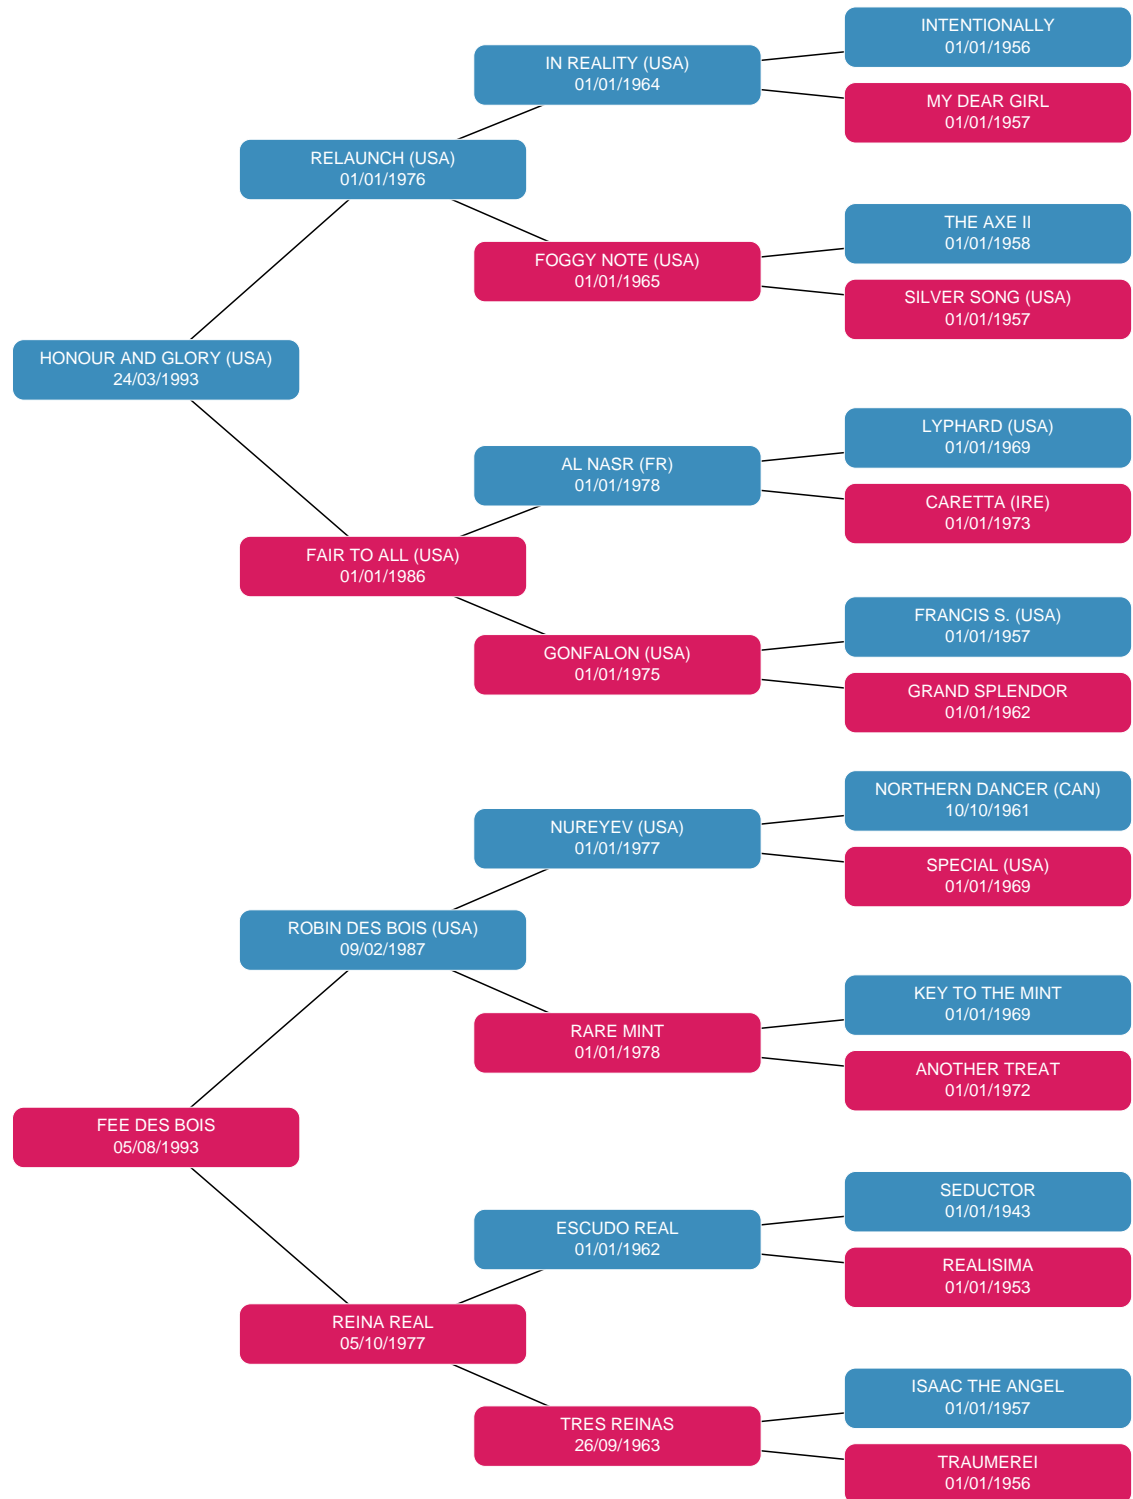 INTENTIONALLY
01/01/1956
IN REALITY (USA)
01/01/1964
MY DEAR GIRL
01/01/1957
RELAUNCH (USA)
01/01/1976
THE AXE II
01/01/1958
FOGGY NOTE (USA)
01/01/1965
SILVER SONG (USA)
01/01/1957
HONOUR AND GLORY (USA)
24/03/1993
LYPHARD (USA)
01/01/1969
AL NASR (FR)
01/01/1978
CARETTA (IRE)
01/01/1973
FAIR TO ALL (USA)
01/01/1986
FRANCIS S. (USA)
01/01/1957
GONFALON (USA)
01/01/1975
GRAND SPLENDOR
01/01/1962
NORTHERN DANCER (CAN)
10/10/1961
NUREYEV (USA)
01/01/1977
SPECIAL (USA)
01/01/1969
ROBIN DES BOIS (USA)
09/02/1987
KEY TO THE MINT
01/01/1969
RARE MINT
01/01/1978
ANOTHER TREAT
01/01/1972
FEE DES BOIS
05/08/1993
SEDUCTOR
01/01/1943
ESCUDO REAL
01/01/1962
REALISIMA
01/01/1953
REINA REAL
05/10/1977
ISAAC THE ANGEL
01/01/1957
TRES REINAS
26/09/1963
TRAUMEREI
01/01/1956